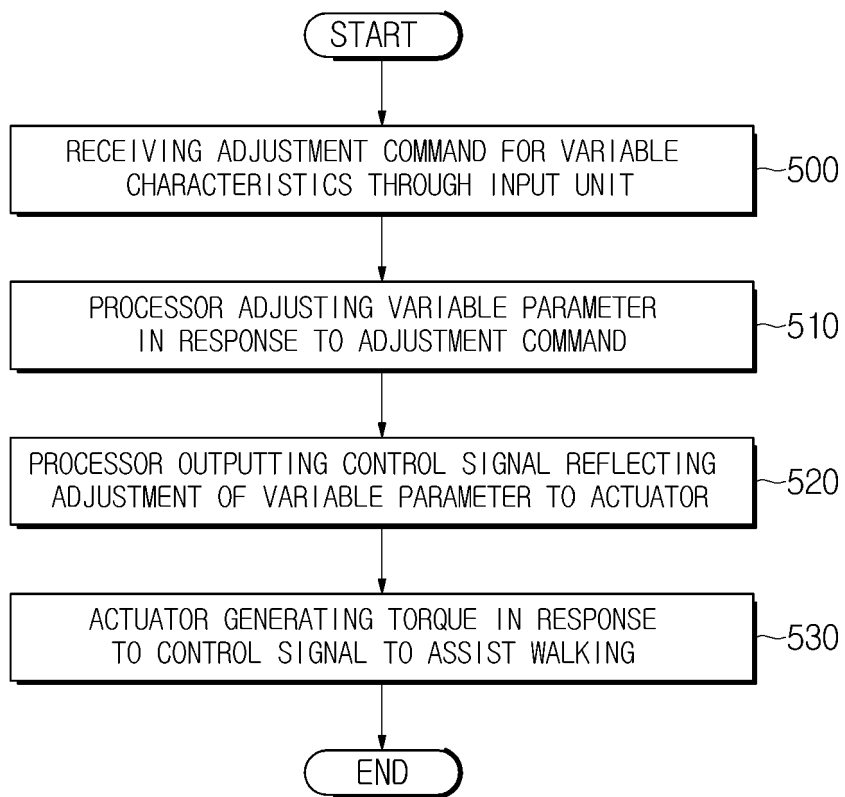 START
RECEIVING ADJUSTMENT COMMAND FOR VARIABLE
CHARACTERISTICS THROUGH INPUT UNIT
500
PROCESSOR ADJUSTING VARIABLE PARAMETER
IN RESPONSE TO ADJUSTMENT COMMAND
510
PROCESSOR OUTPUTTING CONTROL SIGNAL REFLECTING
ADJUSTMENT OF VARIABLE PARAMETER TO ACTUATOR
520
ACTUATOR GENERATING TORQUE IN RESPONSE
TO CONTROL SIGNAL TO ASSIST WALKING
530
END